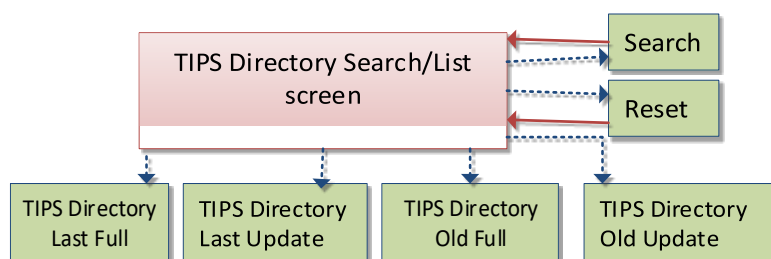 TIPS Directory Search/List
screen
Search
Reset
TIPS Directory
Last Full
TIPS Directory
Last Update
TIPS Directory
Old Full
TIPS Directory
Old Update